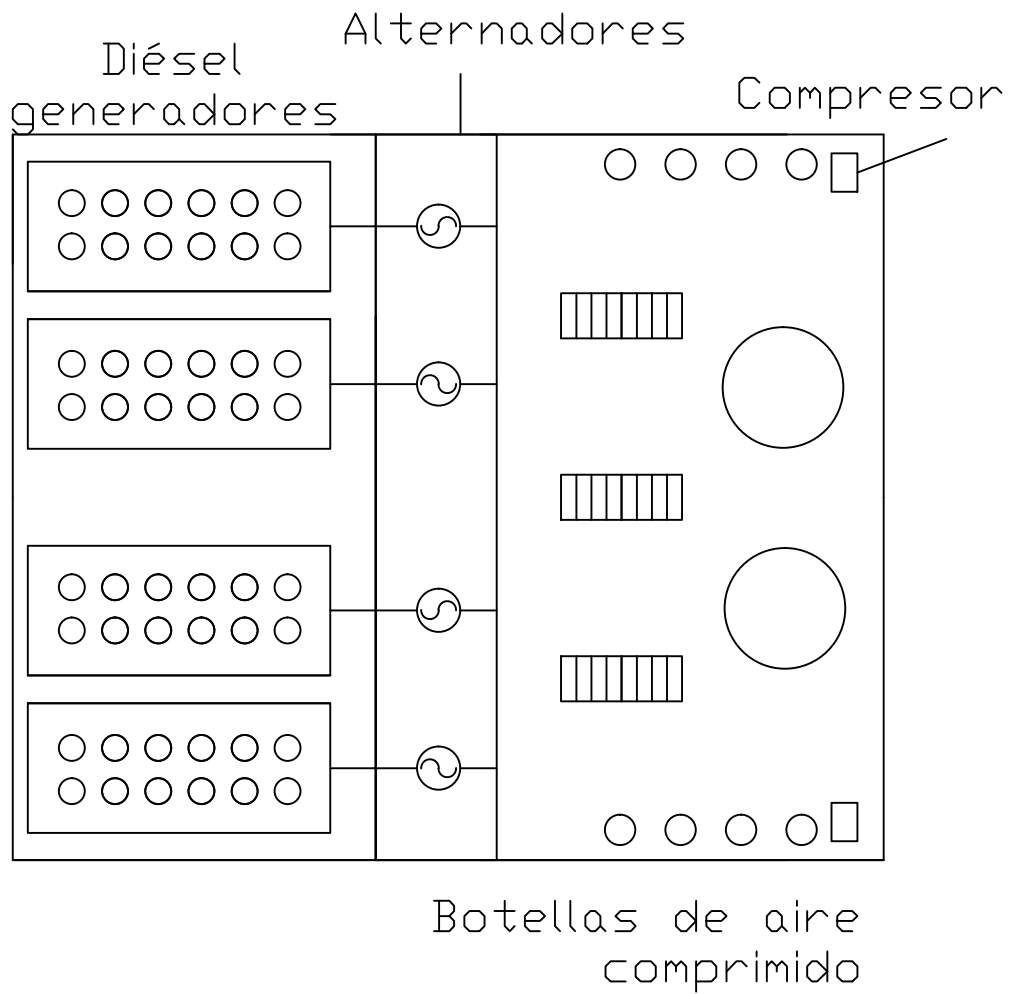 Alternadores
Diésel
generadores
Compresor
Botellas de aire
comprimido